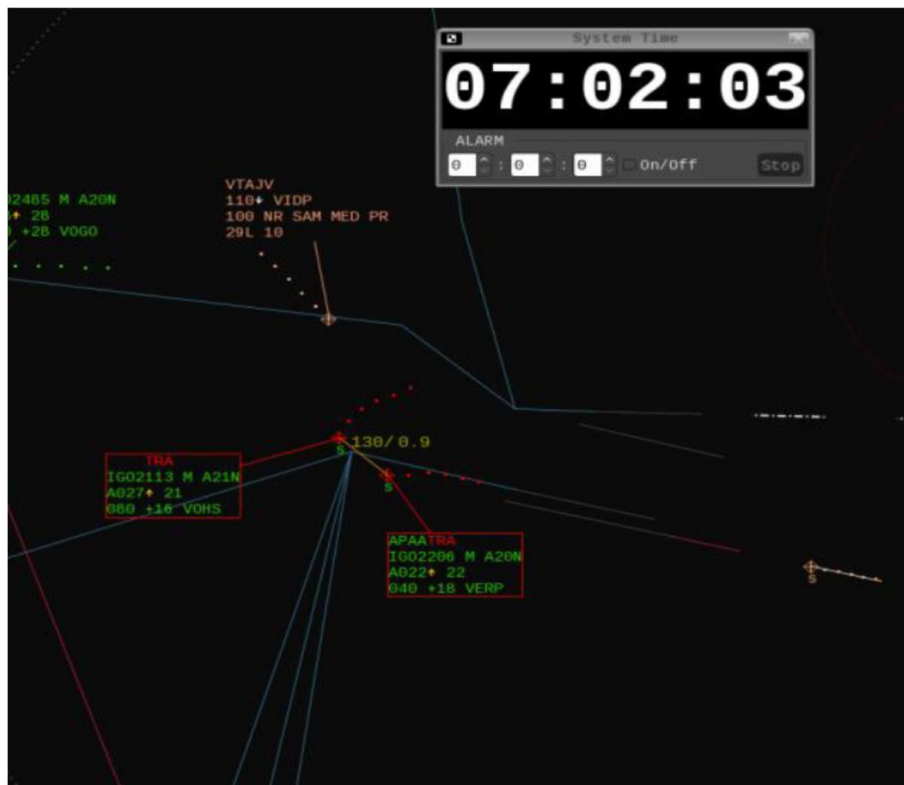 System Time
07:02:03
ALARM
0 : 0 : 0 On/Off Stop
02485 M A20N
↑ 28
+28 VOGO
VTAJV
110↓ VIDP
100 NR SAM MED PR
29L 10
130/0.9
S
S
TRA
IGO2113 M A21N
A027↑ 21
080 +16 VOHS
APAATRA
IGO2206 M A20N
A022↑ 22
040 +18 VERP
S